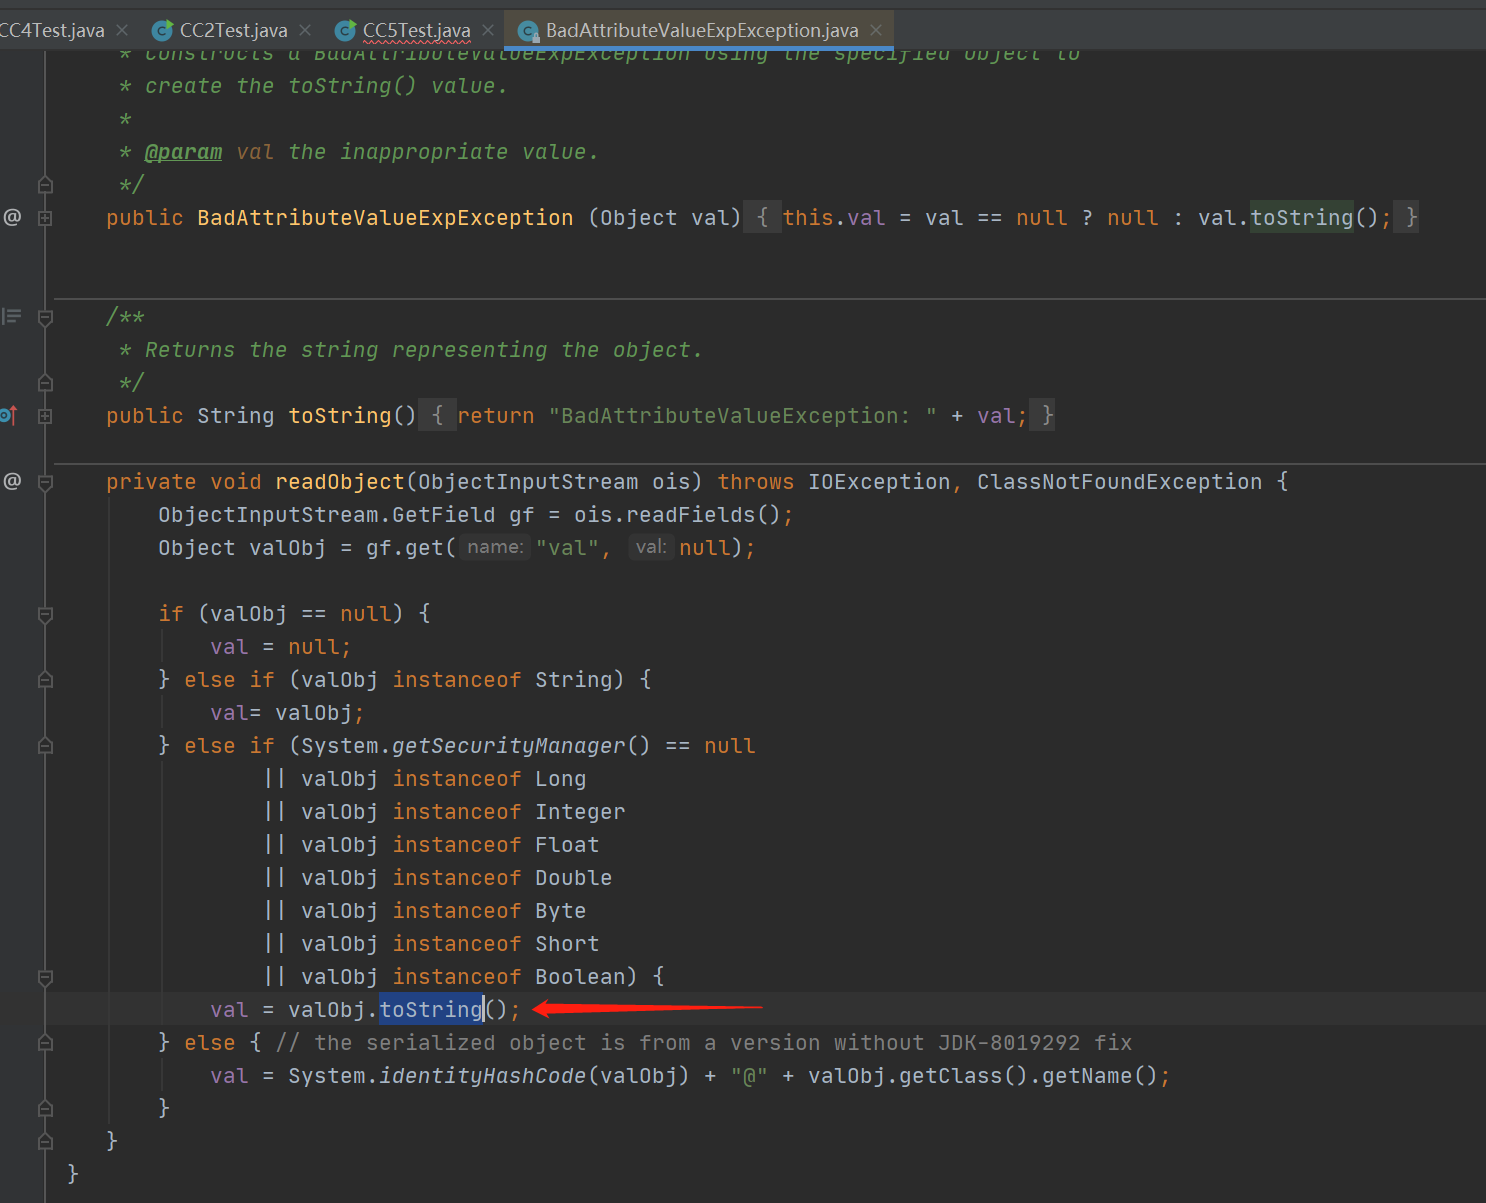 CC4Test.java CC2Test.java CC5Test.java BadAttributeValueExpException.java
* Constructs a BadAttributeValueExpException using the specified Object to
* create the toString() value.
*
* @param val the inappropriate value.
*/
@ public BadAttributeValueExpException (Object val) { this.val = val == null ? null : val.toString(); }
/**
* Returns the string representing the object.
*/
public String toString() { return "BadAttributeValueException: " + val; }
@ private void readObject(ObjectInputStream ois) throws IOException, ClassNotFoundException {
ObjectInputStream.GetField gf = ois.readFields();
Object valObj = gf.get( name: "val", val: null);
if (valObj == null) {
val = null;
} else if (valObj instanceof String) {
val= valObj;
} else if (System.getSecurityManager() == null
|| valObj instanceof Long
|| valObj instanceof Integer
|| valObj instanceof Float
|| valObj instanceof Double
|| valObj instanceof Byte
|| valObj instanceof Short
|| valObj instanceof Boolean) {
val = valObj.toString();
} else { // the serialized object is from a version without JDK-8019292 fix
val = System.identityHashCode(valObj) + "@" + valObj.getClass().getName();
}
}
}